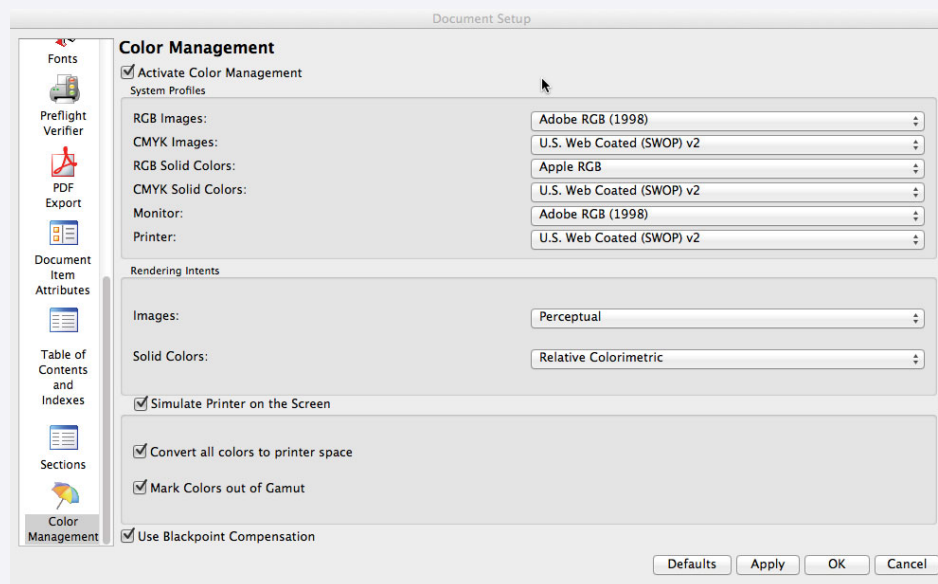 Document Setup
Fonts
Preflight
Verifier
PDF
Export
Document
Item
Attributes
Table of
Contents
and
Indexes
Sections
Color
Management
Color Management
Activate Color Management
System Profiles
RGB Images: Adobe RGB (1998)
CMYK Images: U.S. Web Coated (SWOP) v2
RGB Solid Colors: Apple RGB
CMYK Solid Colors: U.S. Web Coated (SWOP) v2
Monitor: Adobe RGB (1998)
Printer: U.S. Web Coated (SWOP) v2
Rendering Intents
Images: Perceptual
Solid Colors: Relative Colorimetric
Simulate Printer on the Screen
Convert all colors to printer space
Mark Colors out of Gamut
Use Blackpoint Compensation
Defaults Apply OK Cancel